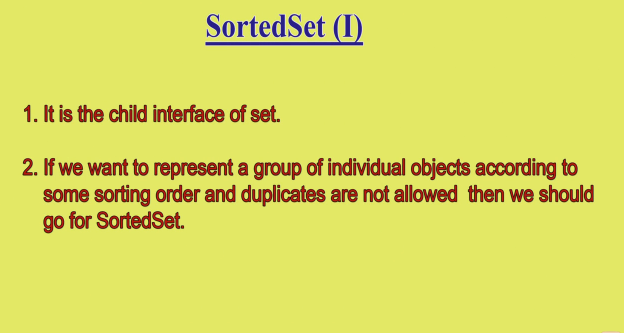 SortedSet (I)
1. It is the child interface of set.
2. If we want to represent a group of individual objects according to
some sorting order and duplicates are not allowed then we should
go for SortedSet.